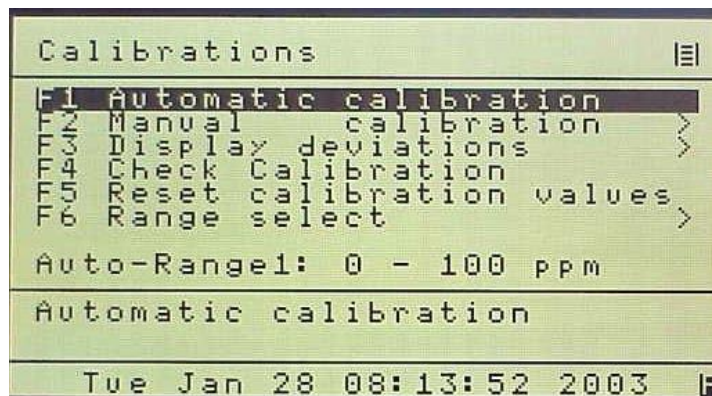 Calibrations
F1 Automatic calibration
F2 Manual calibration >
F3 Display deviations >
F4 Check Calibration
F5 Reset calibration values
F6 Range select >
Auto-Range1: 0 - 100 ppm
Automatic calibration
Tue Jan 28 08:13:52 2003